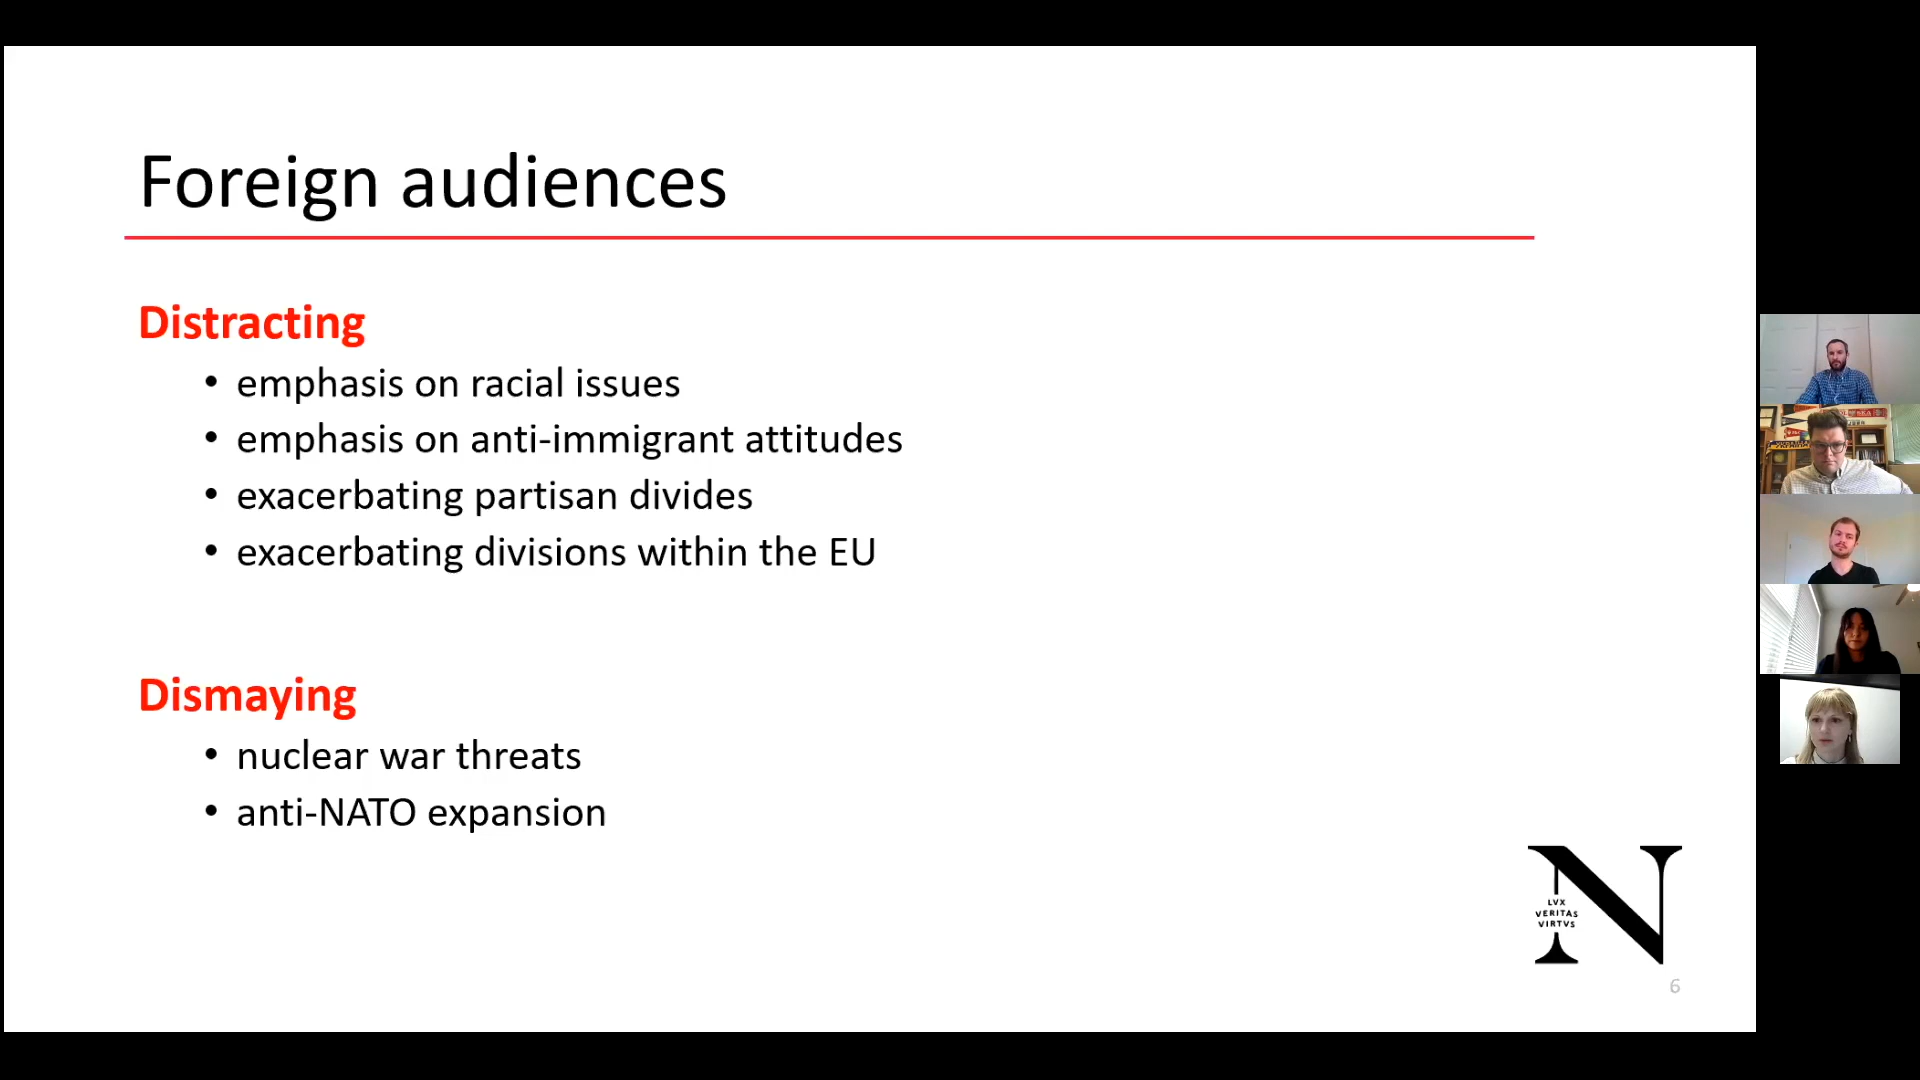 Foreign audiences
Distracting
• emphasis on racial issues
• emphasis on anti-immigrant attitudes
• exacerbating partisan divides
• exacerbating divisions within the EU
Dismaying
• nuclear war threats
• anti-NATO expansion
LVX
VERITAS
VIRTVS
6